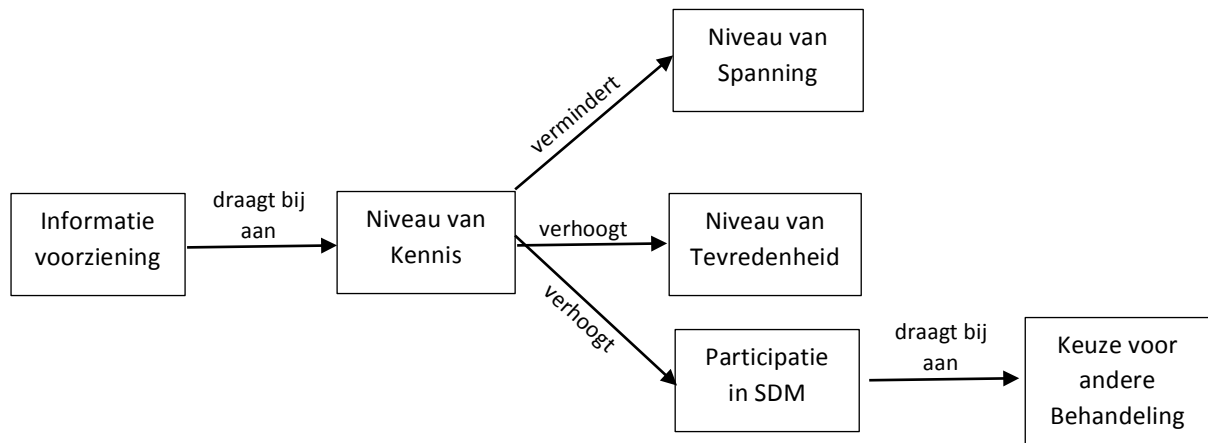 Niveau van
Spanning
vermindert
Informatie
voorziening
draagt bij
aan
Niveau van
Kennis
verhoogt
Niveau van
Tevredenheid
verhoogt
Participatie
in SDM
draagt bij
aan
Keuze voor
andere
Behandeling